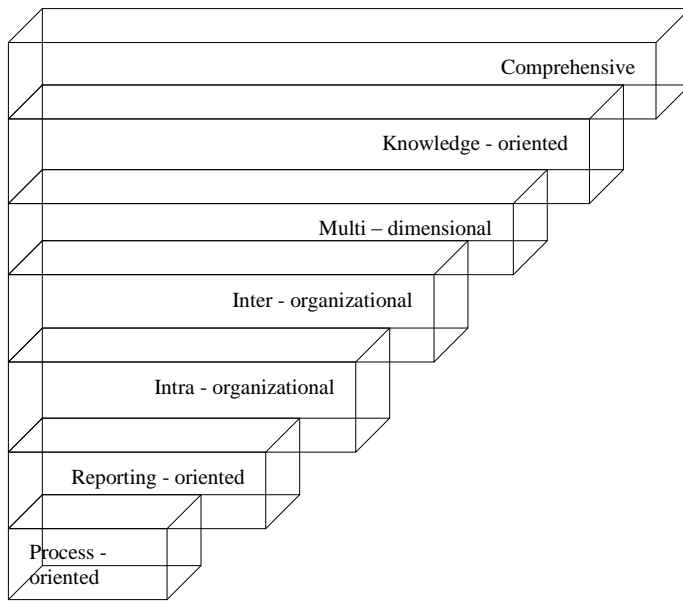 Comprehensive
Knowledge - oriented
Multi – dimensional
Inter - organizational
Intra - organizational
Reporting - oriented
Process -
oriented